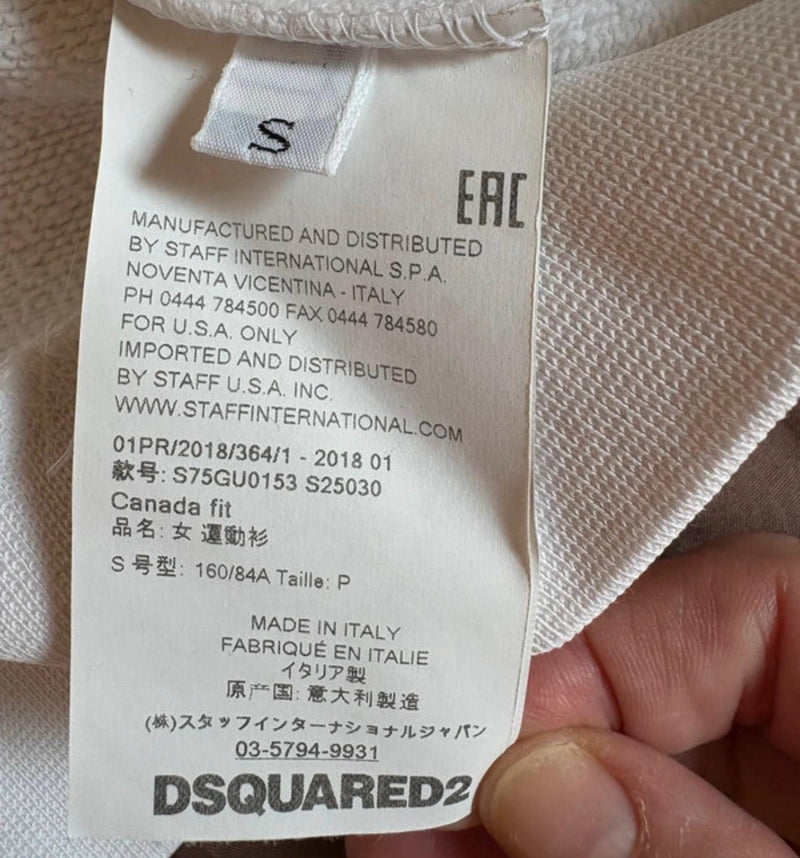 S
EAC
MANUFACTURED AND DISTRIBUTED
BY STAFF INTERNATIONAL S.P.A.
NOVENTA VICENTINA - ITALY
PH 0444 784500 FAX 0444 784580
FOR U.S.A. ONLY
IMPORTED AND DISTRIBUTED
BY STAFF U.S.A. INC.
WWW.STAFFINTERNATIONAL.COM
01PR/2018/364/1 - 2018 01
款号: S75GU0153 S25030
Canada fit
品名: 女 運動衫
S 号型: 160/84A Taille: P
MADE IN ITALY
FABRIQUÉ EN ITALIE
イタリア製
原产国: 意大利製造
(株)スタッフインターナショナルジャパン
03-5794-9931
DSQUARED2